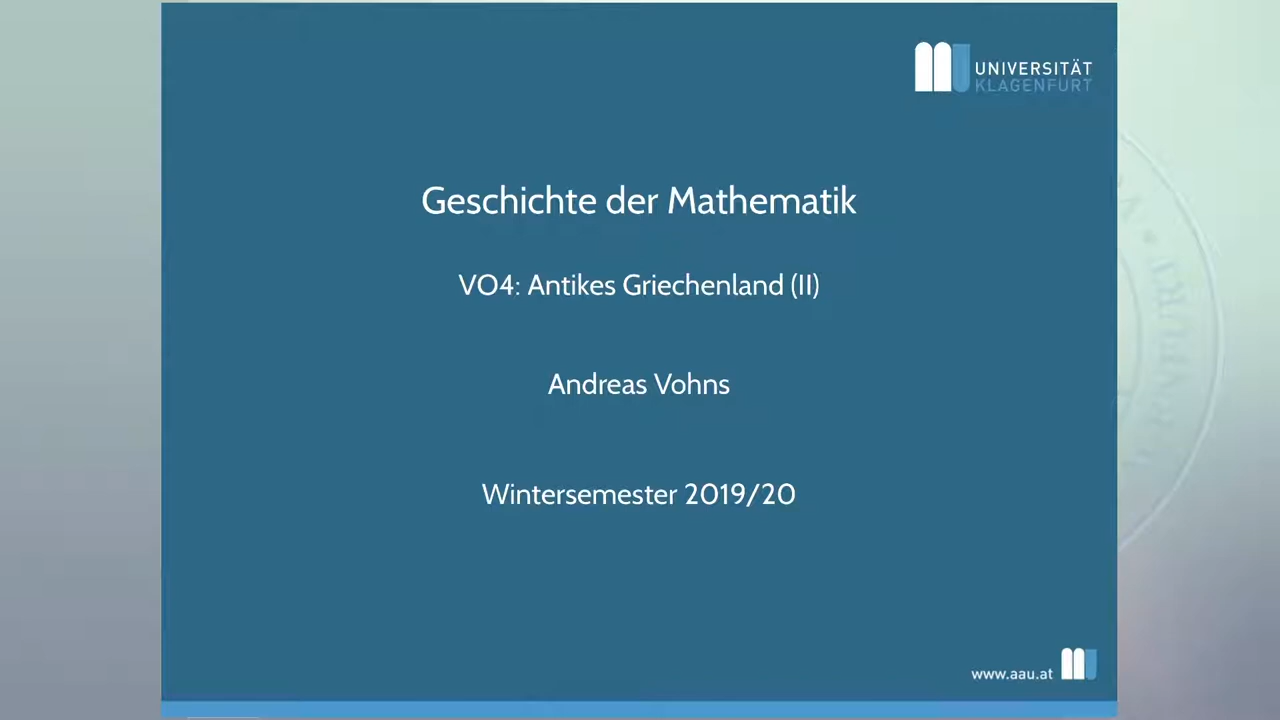 UNIVERSITÄT
KLAGENFURT
Geschichte der Mathematik
VO4: Antikes Griechenland (II)
Andreas Vohns
Wintersemester 2019/20
www.aau.at